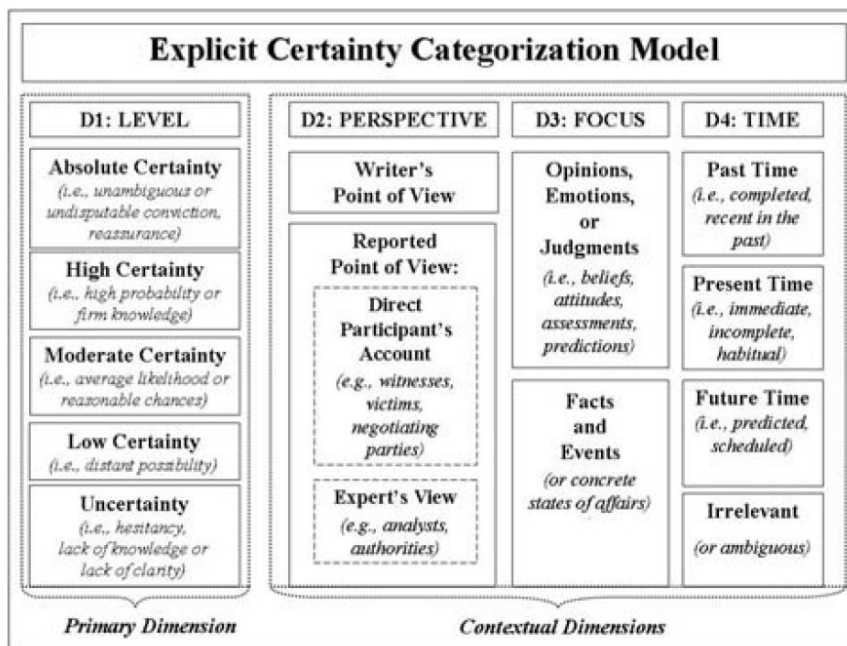 Explicit Certainty Categorization Model
D1: LEVEL
Absolute Certainty
(i.e., unambiguous or
undisputable conviction,
reassurance)
High Certainty
(i.e., high probability or
firm knowledge)
Moderate Certainty
(i.e., average likelihood or
reasonable chances)
Low Certainty
(i.e., distant possibility)
Uncertainty
(i.e., hesitancy,
lack of knowledge or
lack of clarity)
Primary Dimension
D2: PERSPECTIVE
Writer's
Point of View
Reported
Point of View:
Direct
Participant's
Account
(e.g., witnesses,
victims,
negotiating
parties)
Expert's View
(e.g., analysts,
authorities)
D3: FOCUS
Opinions,
Emotions,
or
Judgments
(i.e., beliefs,
attitudes,
assessments,
predictions)
Facts
and
Events
(or concrete
states of affairs)
D4: TIME
Past Time
(i.e., completed,
recent in the
past)
Present Time
(i.e., immediate,
incomplete,
habitual)
Future Time
(i.e., predicted,
scheduled)
Irrelevant
(or ambiguous)
Contextual Dimensions